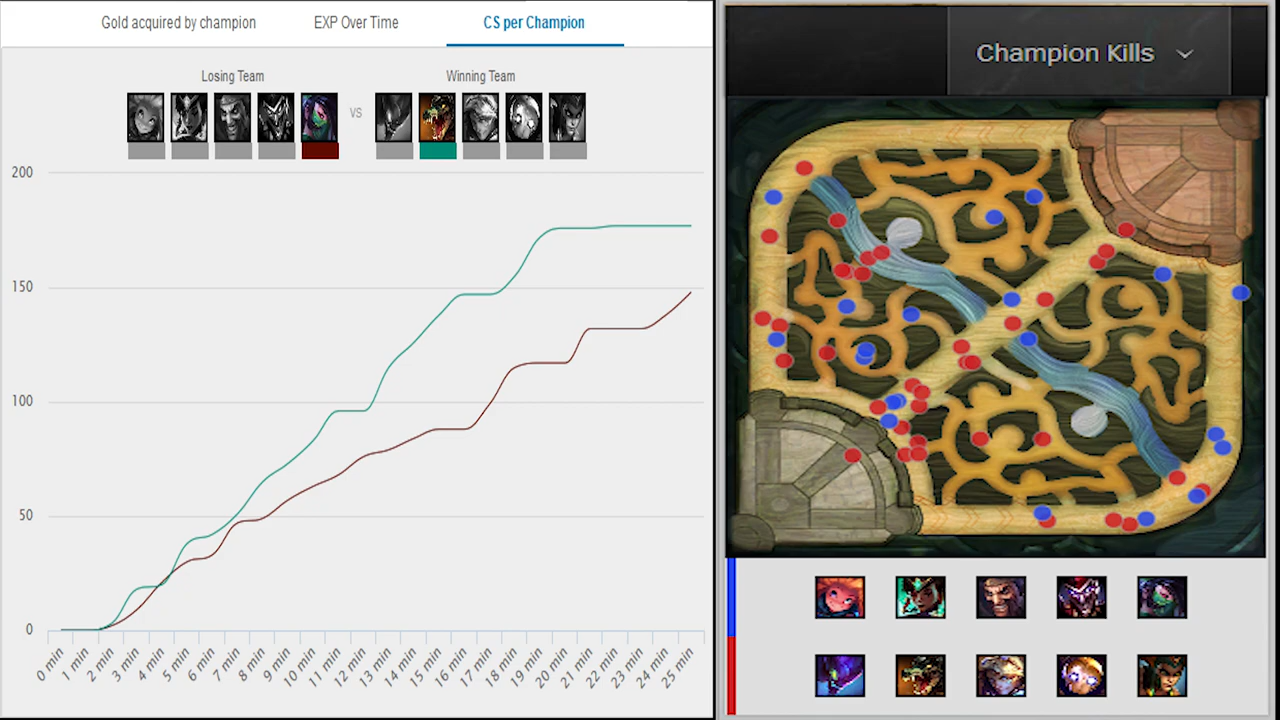 Gold acquired by champion
EXP Over Time
CS per Champion
Losing Team
Winning Team
VS
200
150
100
50
0
0 min
1 min
2 min
3 min
4 min
5 min
6 min
7 min
8 min
9 min
10 min
11 min
12 min
13 min
14 min
15 min
16 min
17 min
18 min
19 min
20 min
21 min
22 min
23 min
24 min
25 min
Champion Kills